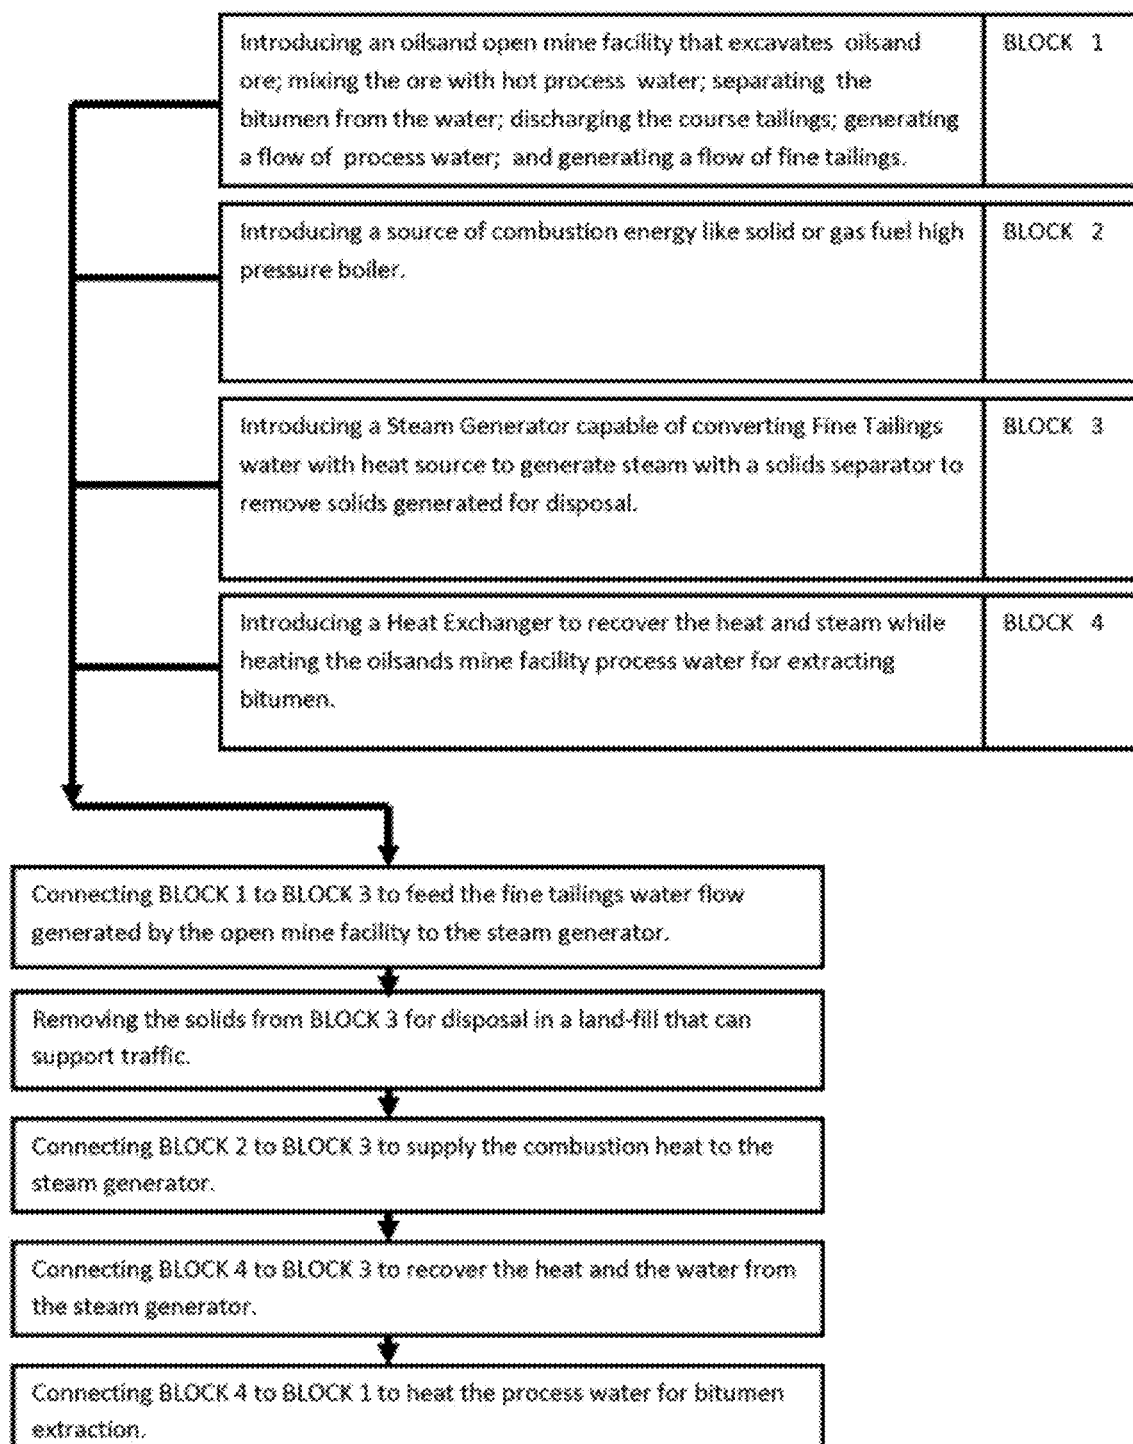 Introducing an oilsand open mine facility that excavates oilsand
ore; mixing the ore with hot process water; separating the
bitumen from the water; discharging the course tailings; generating
a flow of process water; and generating a flow of fine tailings.
BLOCK 1
Introducing a source of combustion energy like solid or gas fuel high
pressure boiler.
BLOCK 2
Introducing a Steam Generator capable of converting Fine Tailings
water with heat source to generate steam with a solids separator to
remove solids generated for disposal.
BLOCK 3
Introducing a Heat Exchanger to recover the heat and steam while
heating the oilsands mine facility process water for extracting
bitumen.
BLOCK 4
Connecting BLOCK 1 to BLOCK 3 to feed the fine tailings water flow
generated by the open mine facility to the steam generator.
Removing the solids from BLOCK 3 for disposal in a land-fill that can
support traffic.
Connecting BLOCK 2 to BLOCK 3 to supply the combustion heat to the
steam generator.
Connecting BLOCK 4 to BLOCK 3 to recover the heat and the water from
the steam generator.
Connecting BLOCK 4 to BLOCK 1 to heat the process water for bitumen
extraction.